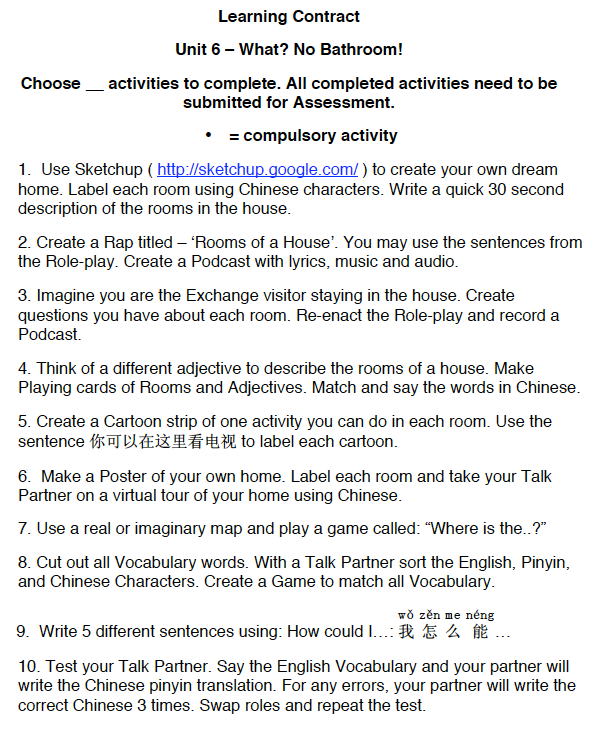 Learning Contract
Unit 6 – What? No Bathroom!
Choose __ activities to complete. All completed activities need to be
submitted for Assessment.
• = compulsory activity
1.  Use Sketchup ( http://sketchup.google.com/ ) to create your own dream
home. Label each room using Chinese characters. Write a quick 30 second
description of the rooms in the house.
2. Create a Rap titled – ‘Rooms of a House’. You may use the sentences from
the Role-play. Create a Podcast with lyrics, music and audio.
3. Imagine you are the Exchange visitor staying in the house. Create
questions you have about each room. Re-enact the Role-play and record a
Podcast.
4. Think of a different adjective to describe the rooms of a house. Make
Playing cards of Rooms and Adjectives. Match and say the words in Chinese.
5. Create a Cartoon strip of one activity you can do in each room. Use the
sentence 你可以在这里看电视 to label each cartoon.
6.  Make a Poster of your own home. Label each room and take your Talk
Partner on a virtual tour of your home using Chinese.
7. Use a real or imaginary map and play a game called: “Where is the..?”
8. Cut out all Vocabulary words. With a Talk Partner sort the English, Pinyin,
and Chinese Characters. Create a Game to match all Vocabulary.
wǒ zěn me néng
9.  Write 5 different sentences using: How could I…: 我 怎 么 能 …
10. Test your Talk Partner. Say the English Vocabulary and your partner will
write the Chinese pinyin translation. For any errors, your partner will write the
correct Chinese 3 times. Swap roles and repeat the test.